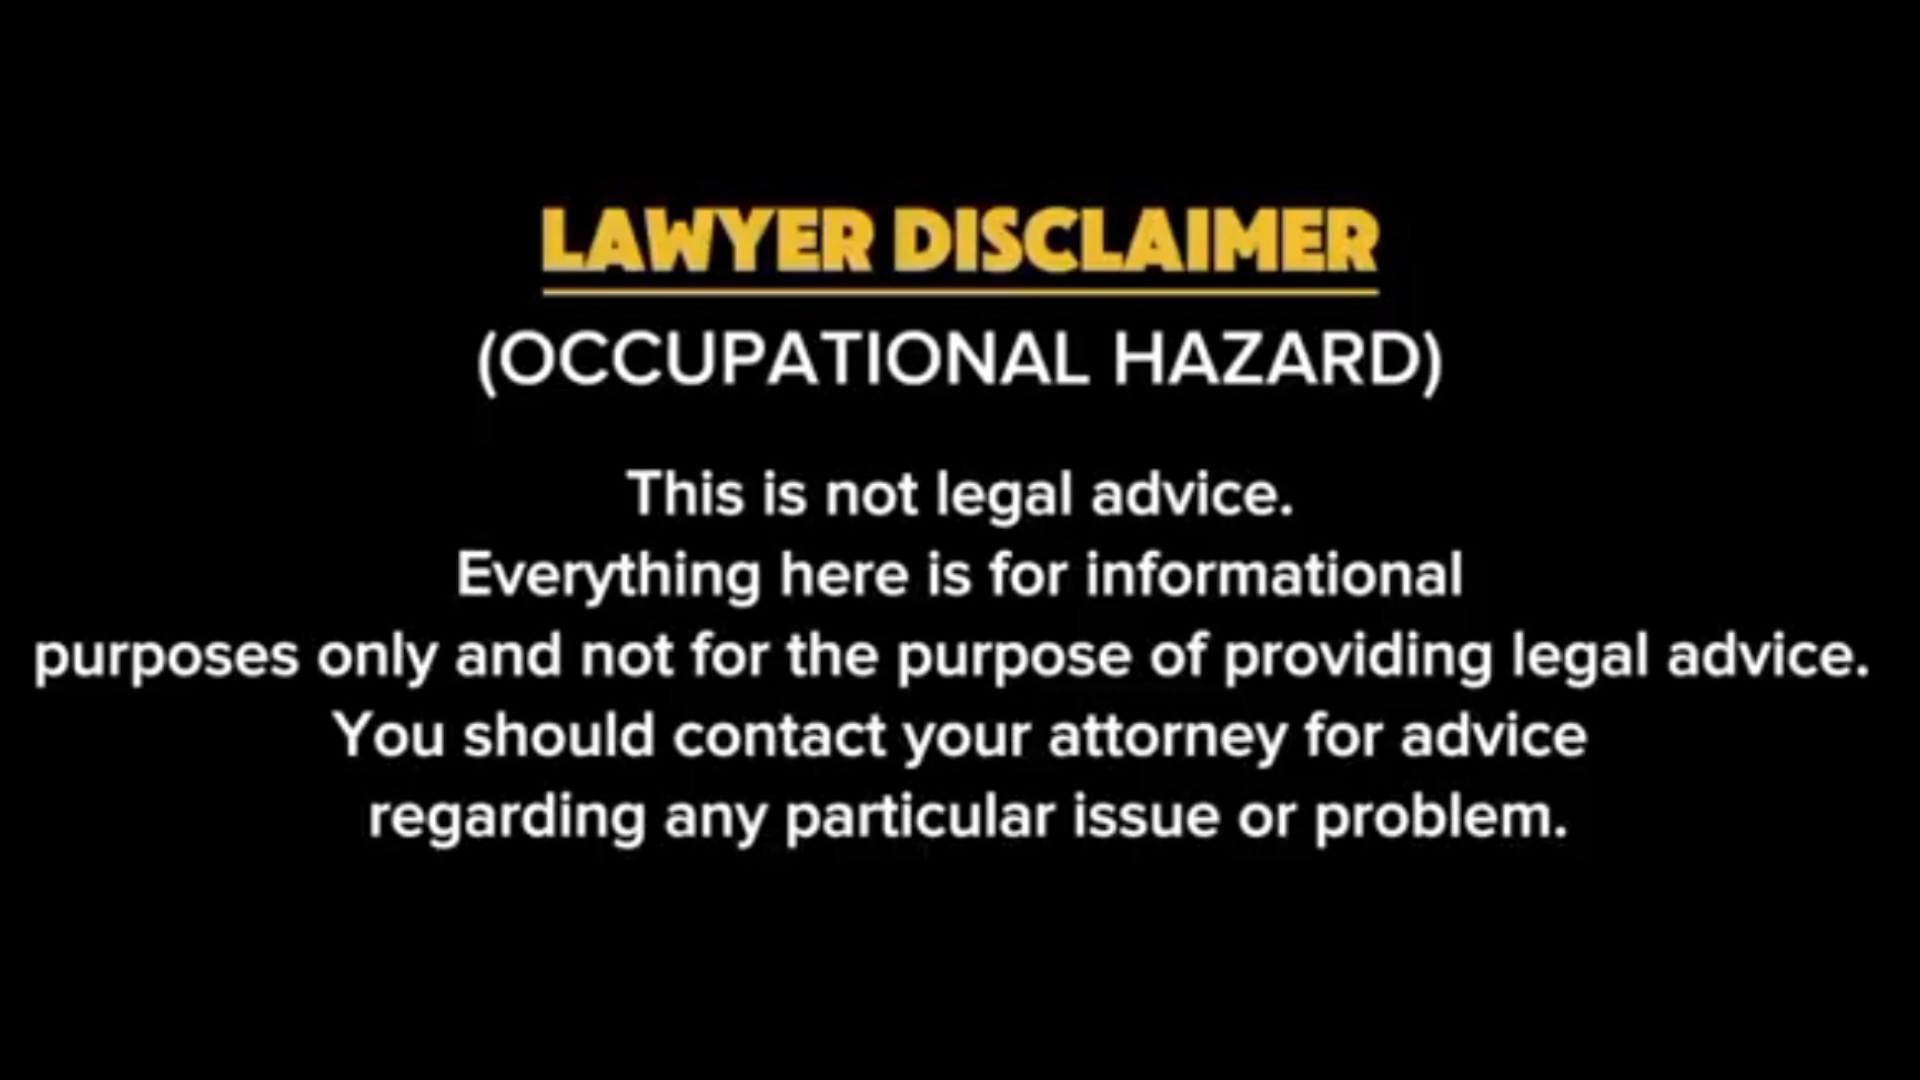 LAWYER DISCLAIMER
(OCCUPATIONAL HAZARD)
This is not legal advice.
Everything here is for informational
purposes only and not for the purpose of providing legal advice.
You should contact your attorney for advice
regarding any particular issue or problem.